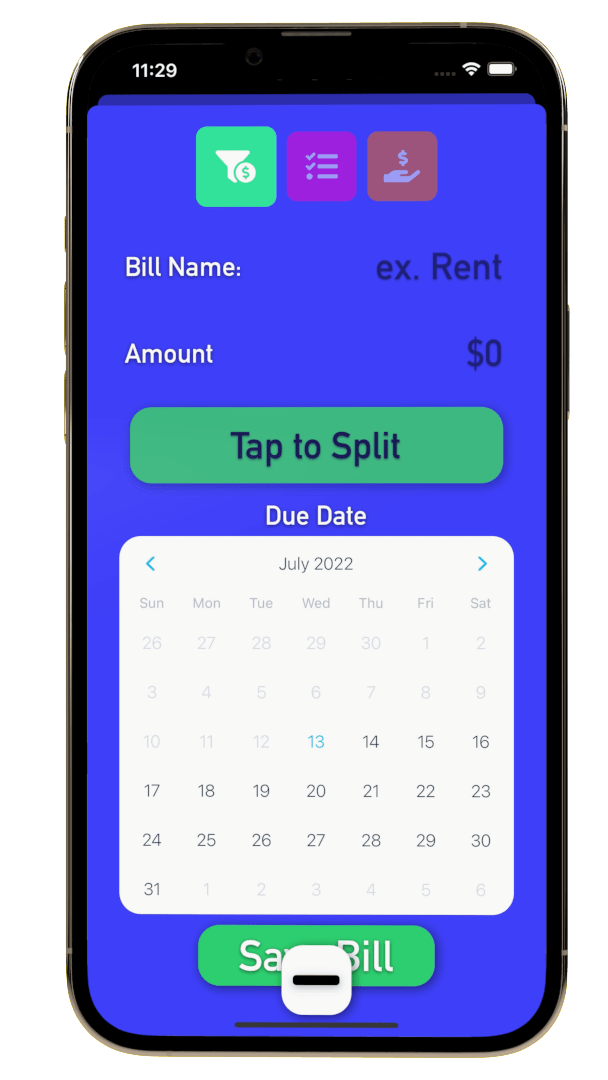 11:29
Bill Name: ex. Rent
Amount $0
Tap to Split
Due Date
July 2022
Sun Mon Tue Wed Thu Fri Sat
26 27 28 29 30 1 2
3 4 5 6 7 8 9
10 11 12 13 14 15 16
17 18 19 20 21 22 23
24 25 26 27 28 29 30
31 1 2 3 4 5 6
Bill